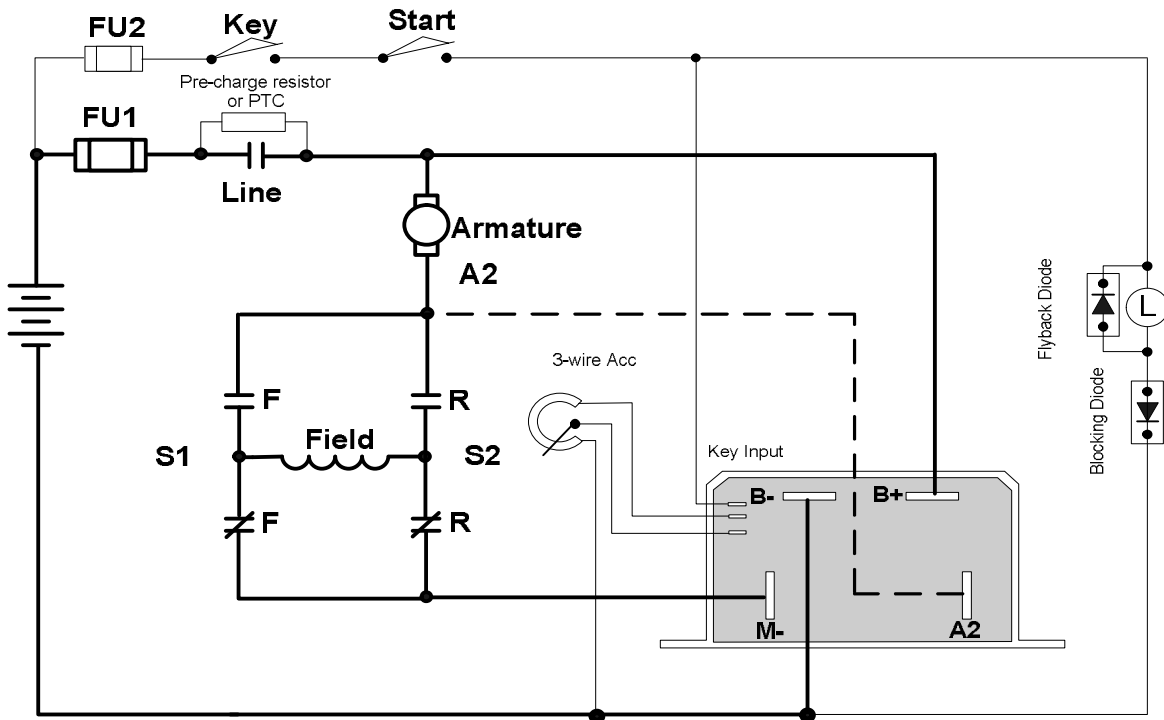 FU2
Key
Start
Pre-charge resistor
or PTC
FU1
Line
Armature
A2
L
Flyback Diode
3-wire Acc
F
R
Blocking Diode
S1
Field
S2
Key Input
B-
B+
F
R
M-
A2